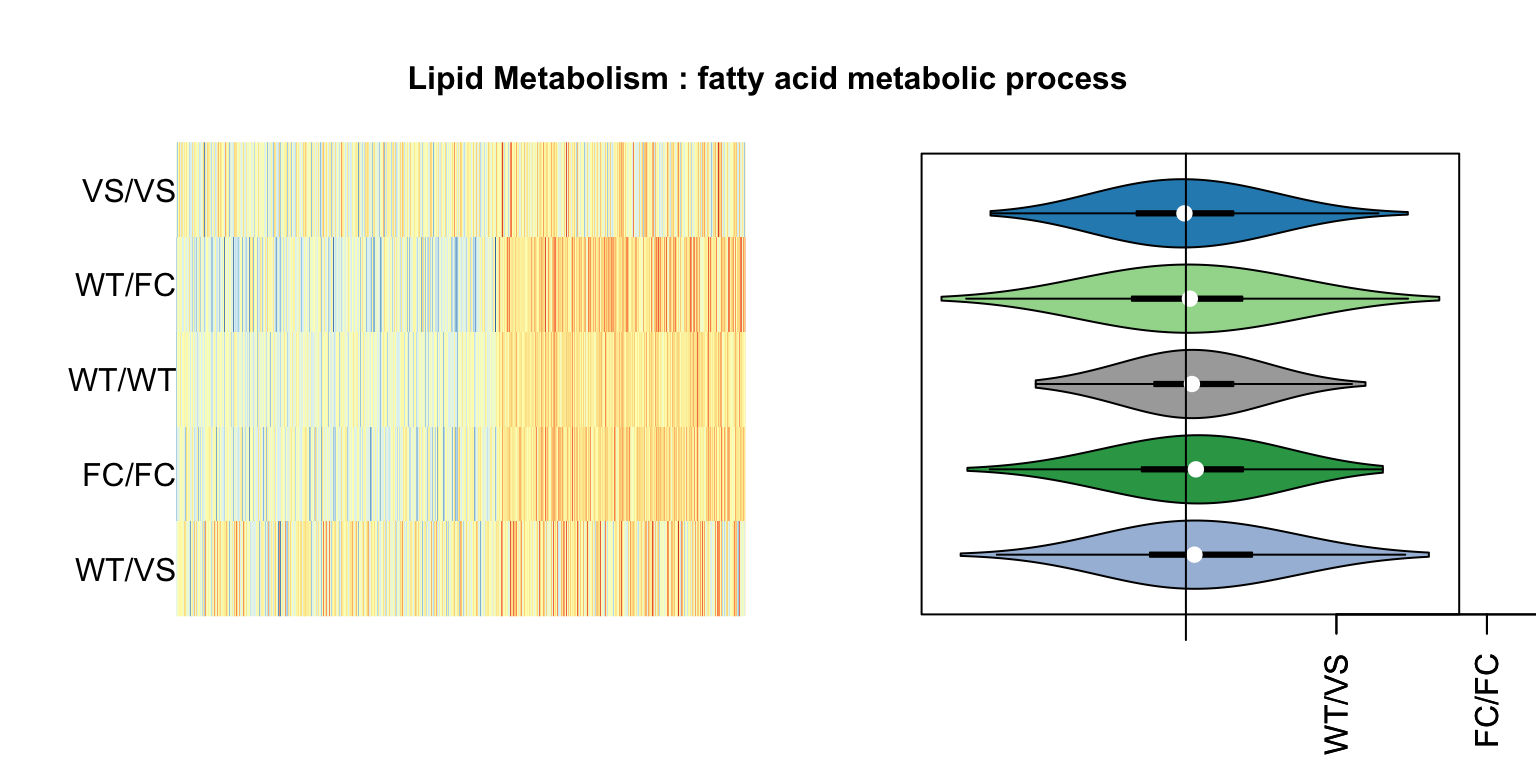 Lipid Metabolism : fatty acid metabolic process
VS/VS
WT/FC
WT/WT
FC/FC
WT/VS
WT/VS
FC/FC